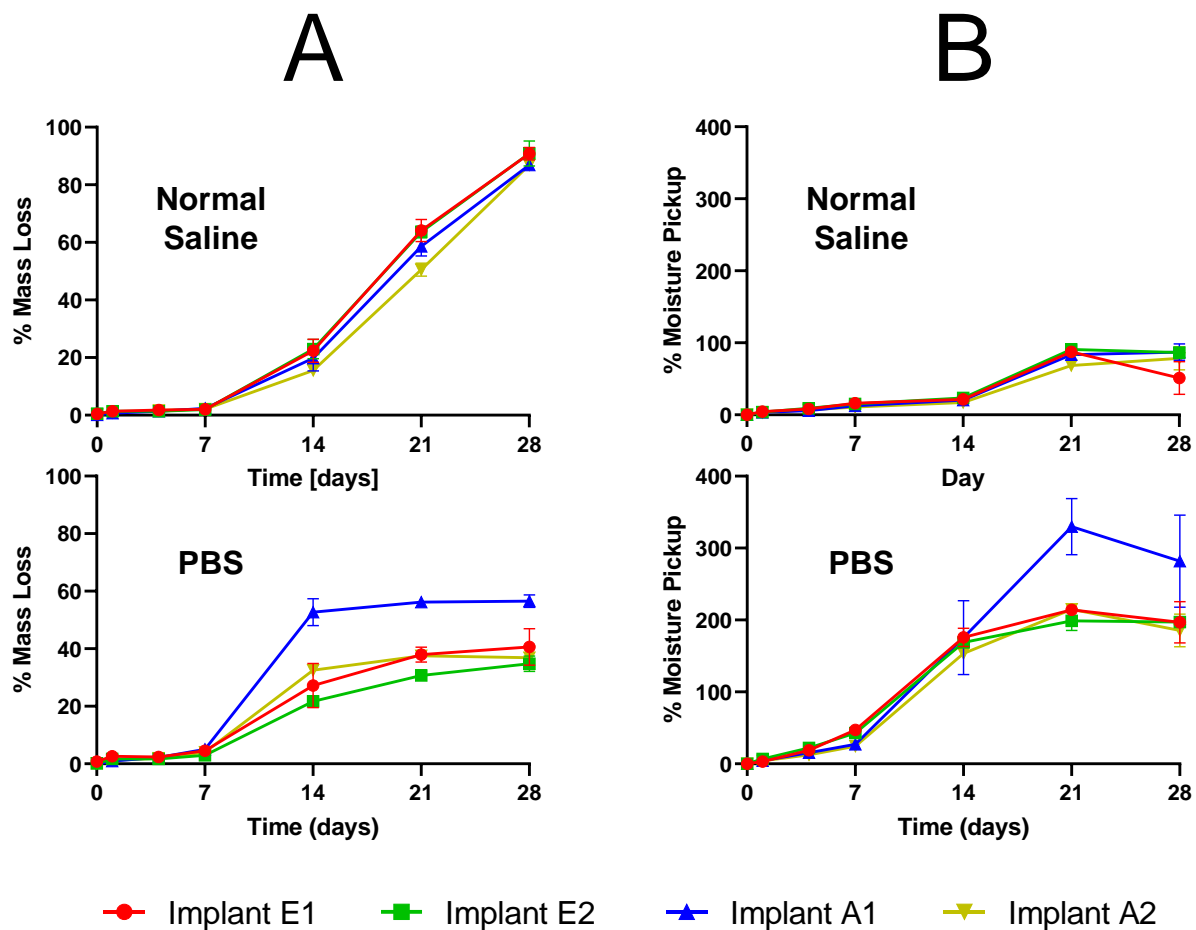 A
B
100
80
60
40
20
0
% Mass Loss
Normal
Saline
0 7 14 21 28
Time [days]
400
300
200
100
0
% Moisture Pickup
Normal
Saline
0 7 14 21 28
Day
100
80
60
40
20
0
% Mass Loss
PBS
0 7 14 21 28
Time (days)
400
300
200
100
0
% Moisture Pickup
PBS
0 7 14 21 28
Time (days)
Implant E1 Implant E2 Implant A1 Implant A2